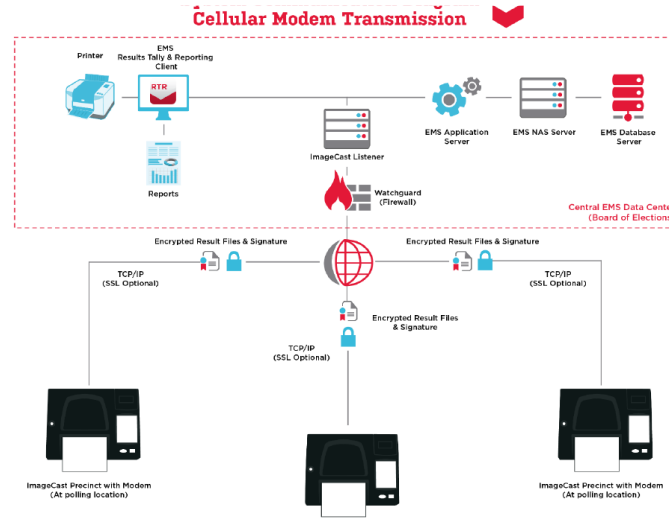 Cellular Modem Transmission
Printer
EMS
Results Tally & Reporting
Client
RTR
Reports
ImageCast Listener
EMS Application
Server
EMS NAS Server
EMS Database
Server
Watchguard
(Firewall)
Central EMS Data Cente
(Board of Elections
Encrypted Result Files & Signature
Encrypted Result Files & Signature
TCP/IP
(SSL Optional)
TCP/IP
(SSL Optional)
Encrypted Result Files
& Signature
TCP/IP
(SSL Optional)
ImageCast Precinct with Modem
(At polling location)
ImageCast Precinct with Modem
(At polling location)